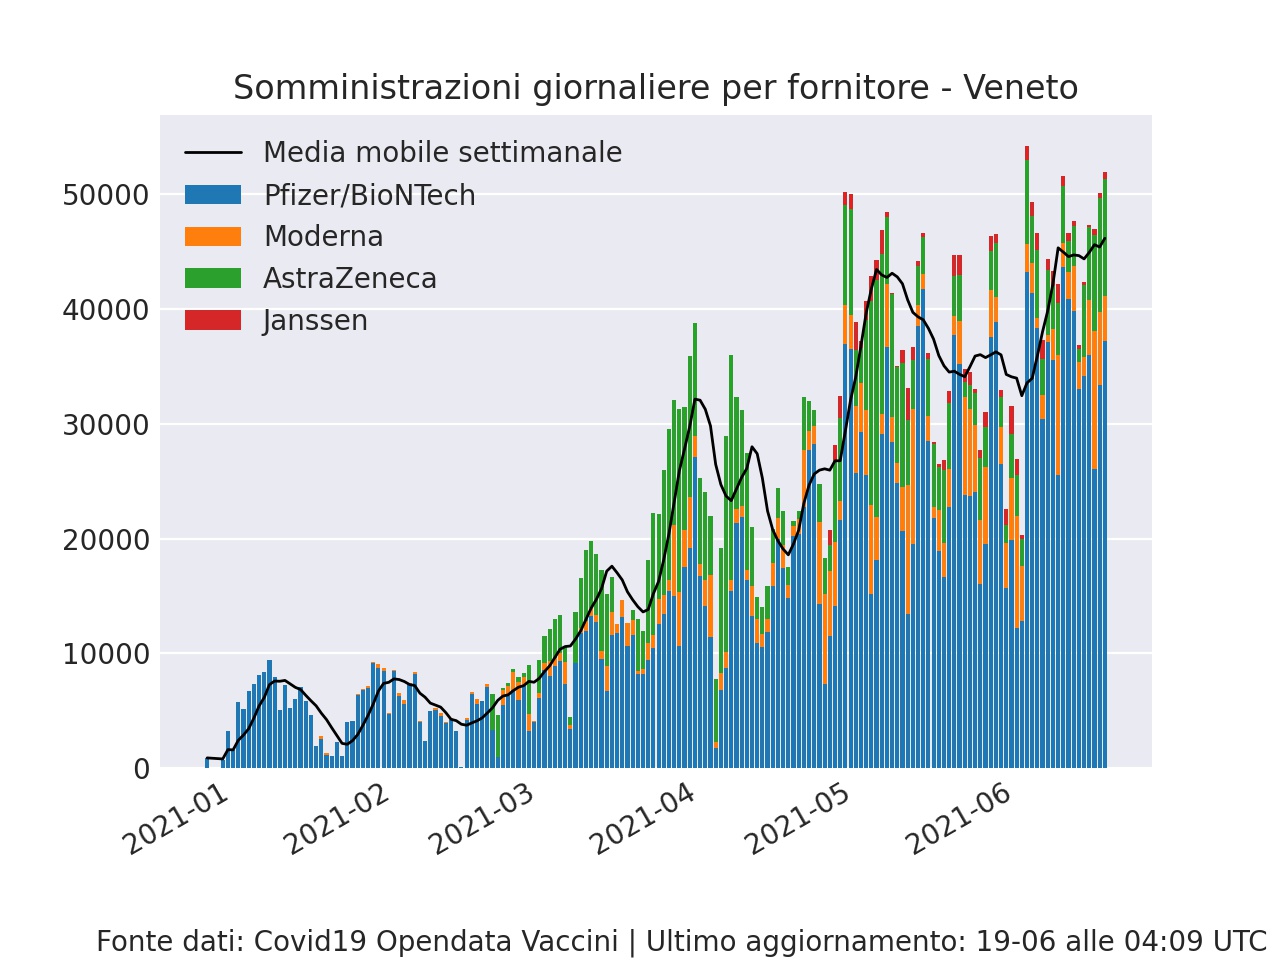 Somministrazioni giornaliere per fornitore - Veneto
Media mobile settimanale
Pfizer/BioNTech
Moderna
AstraZeneca
Janssen
50000
40000
30000
20000
10000
0
2021-01
2021-02
2021-03
2021-04
2021-05
2021-06
Fonte dati: Covid19 Opendata Vaccini | Ultimo aggiornamento: 19-06 alle 04:09 UTC